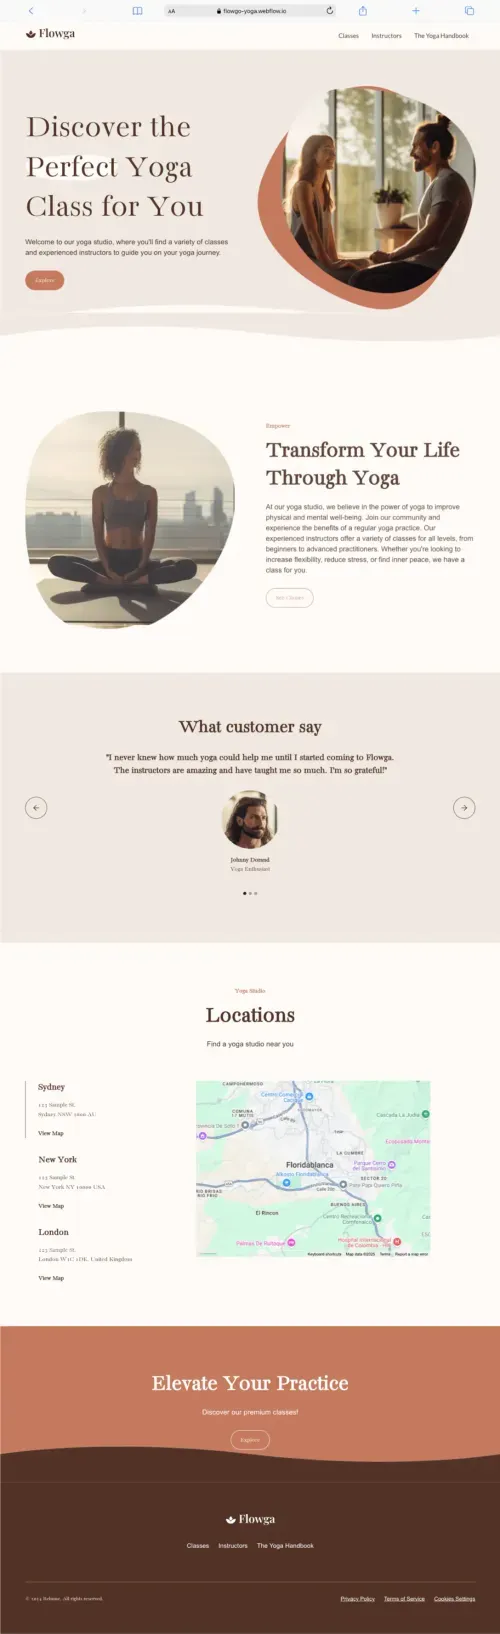 AA
flowgo-yoga.webflow.io
Flowga
Classes
Instructors
The Yoga Handbook
Discover the
Perfect Yoga
Class for You
Welcome to our yoga studio, where you'll find a variety of classes
and experienced instructors to guide you on your yoga journey.
Explore
Empower
Transform Your Life
Through Yoga
At our yoga studio, we believe in the power of yoga to improve
physical and mental well-being. Join our community and
experience the benefits of a regular yoga practice. Our
experienced instructors offer a variety of classes for all levels, from
beginners to advanced practitioners. Whether you're looking to
increase flexibility, reduce stress, or find inner peace, we have a
class for you.
See Classes
What customer say
"I never knew how much yoga could help me until I started coming to Flowga.
The instructors are amazing and have taught me so much. I'm so grateful!"
Johnny
Yoga Enthusiast
Yoga Studio
Locations
Find a yoga studio near you
Sydney
123 Sample St.
Sydney NSW 2000 AU
View Map
New York
123 Sample St
New York NY 10000 USA
View Map
London
123 Sample St.
London W1C 1DE, United Kingdom
View Map
CAMPOHERMOSO
COMUNA
17 MUTIS
Cascada La Judía
LA CUMBRE
Floridablanca
Parque Cerro
del Santísimo
SECTOR 20
RIO FRIO
BUENOS AIRES
El Rincon
Centro Recreacional
Comfenalco
Palmas De Ruitoque
Hospital Internacional
Keyboard shortcuts
Map data ©2025
Terms
Report a map error
Elevate Your Practice
Discover our premium classes!
Explore
Flowga
Classes
Instructors
The Yoga Handbook
© 2023 Relume. All rights reserved.
Privacy Policy
Terms of Service
Cookies Settings